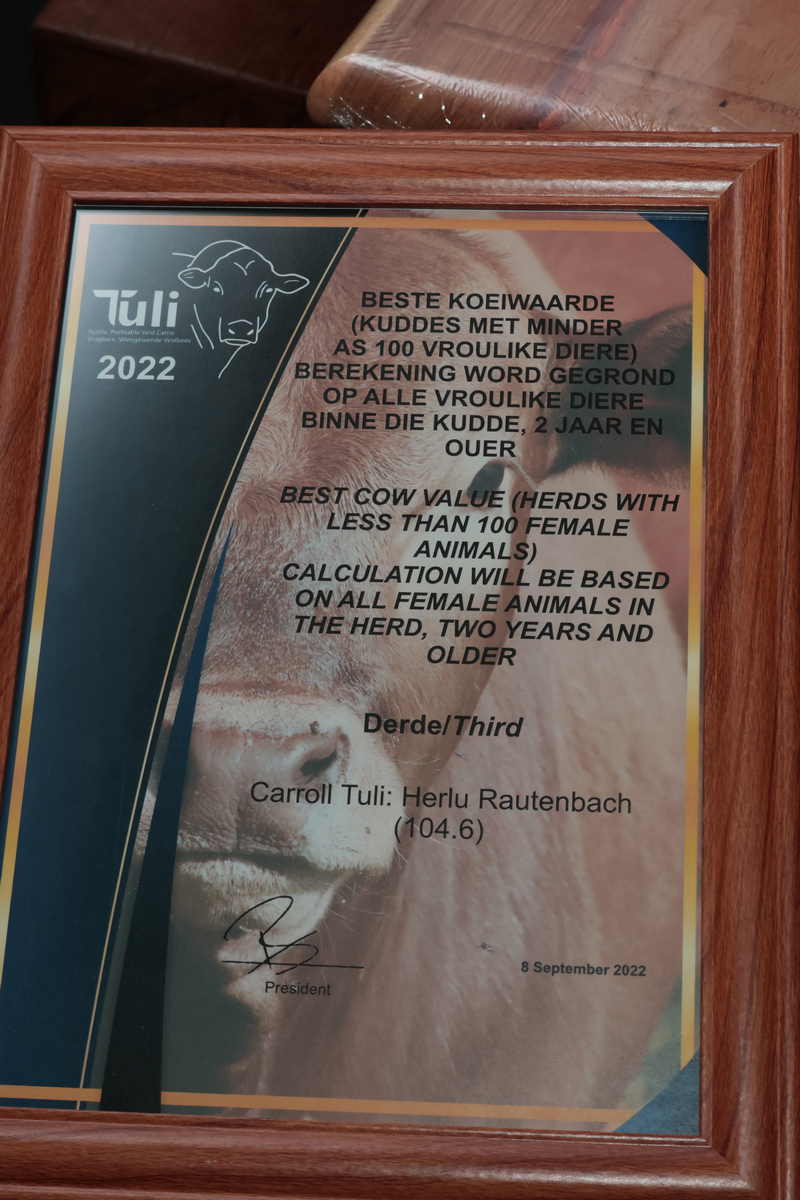 Tuli
Fertile, Profitable Veld Cattle
Vrugbare, Winsgewende Veldbeeste
2022
BESTE KOEIWAARDE
(KUDDES MET MINDER
AS 100 VROULIKE DIERE)
BEREKENING WORD GEGROND
OP ALLE VROULIKE DIERE
BINNE DIE KUDDE, 2 JAAR EN
OUER
BEST COW VALUE (HERDS WITH
LESS THAN 100 FEMALE
ANIMALS)
CALCULATION WILL BE BASED
ON ALL FEMALE ANIMALS IN
THE HERD, TWO YEARS AND
OLDER
Derde/Third
Carroll Tuli: Herlu Rautenbach
(104.6)
President
8 September 2022